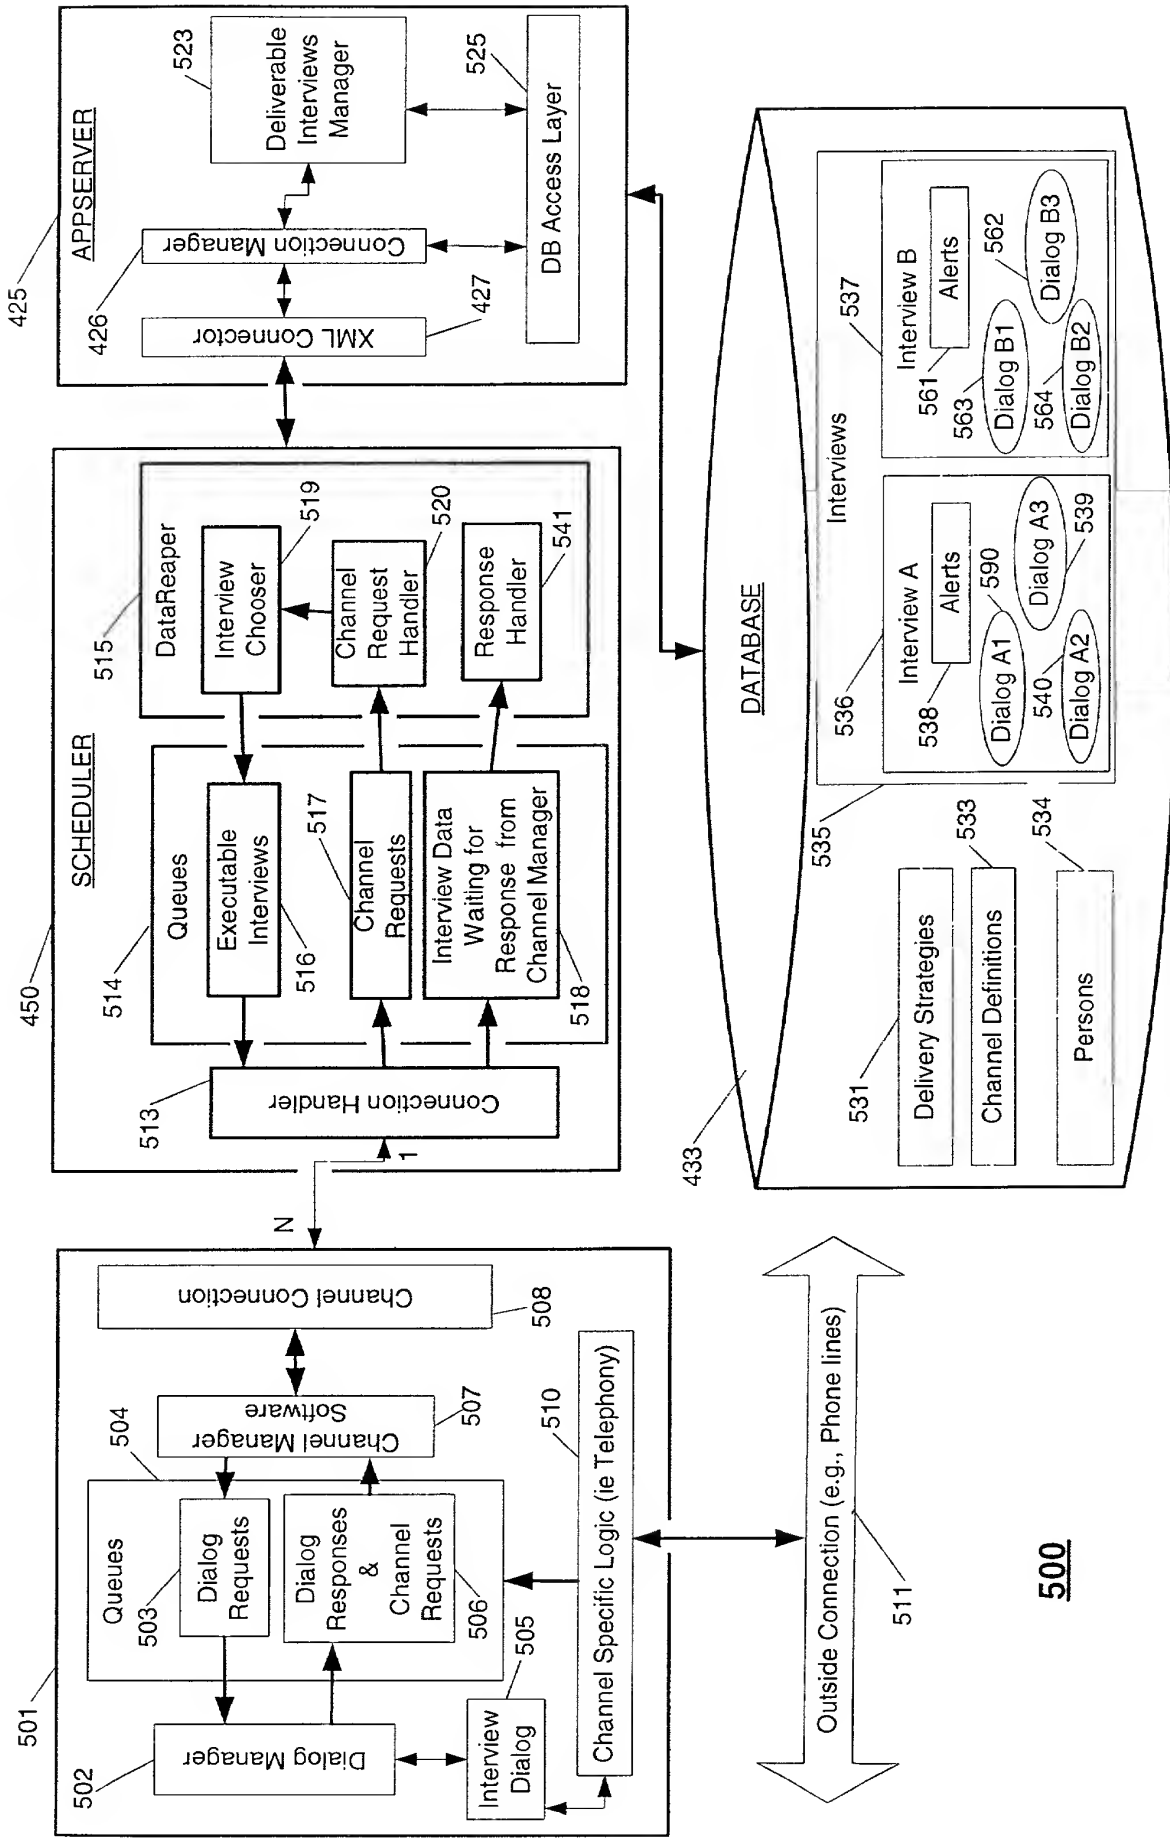 501
502
Dialog Manager
Queues
503
Dialog
Requests
504
Dialog
Responses
&
Channel
Requests
506
505
Interview
Dialog
Channel Manager
Software
507
Channel Connection
508
Channel Specific Logic (ie Telephony)
510
Outside Connection (e.g., Phone lines)
511
500
N
1
450
SCHEDULER
513
Connection Handler
514
Queues
Executable
Interviews
516
517
Channel
Requests
Interview Data
Waiting for
Response from
Channel Manager
518
515
DataReaper
Interview
Chooser
519
Channel
Request
Handler
520
Response
Handler
541
425
APPSERVER
426
XML Connector
427
Connection Manager
Deliverable
Interviews
Manager
523
DB Access Layer
525
433
DATABASE
531
Delivery Strategies
Channel Definitions
533
Persons
534
535
Interviews
536
Interview A
538
Alerts
Dialog A1
590
540
Dialog A2
Dialog A3
539
537
Interview B
561
Alerts
563
Dialog B1
564
Dialog B2
562
Dialog B3